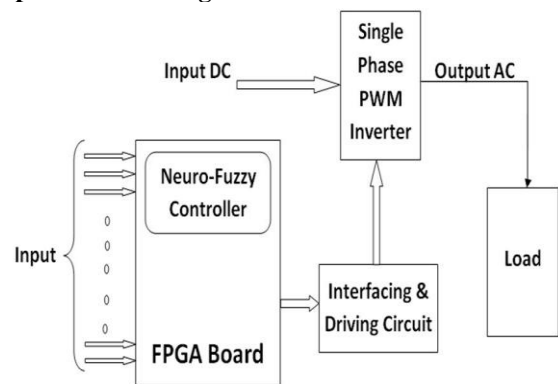 Single
Phase
PWM
Inverter
Input DC
Output AC
Neuro-Fuzzy
Controller
Input
Interfacing &
Driving Circuit
Load
FPGA Board